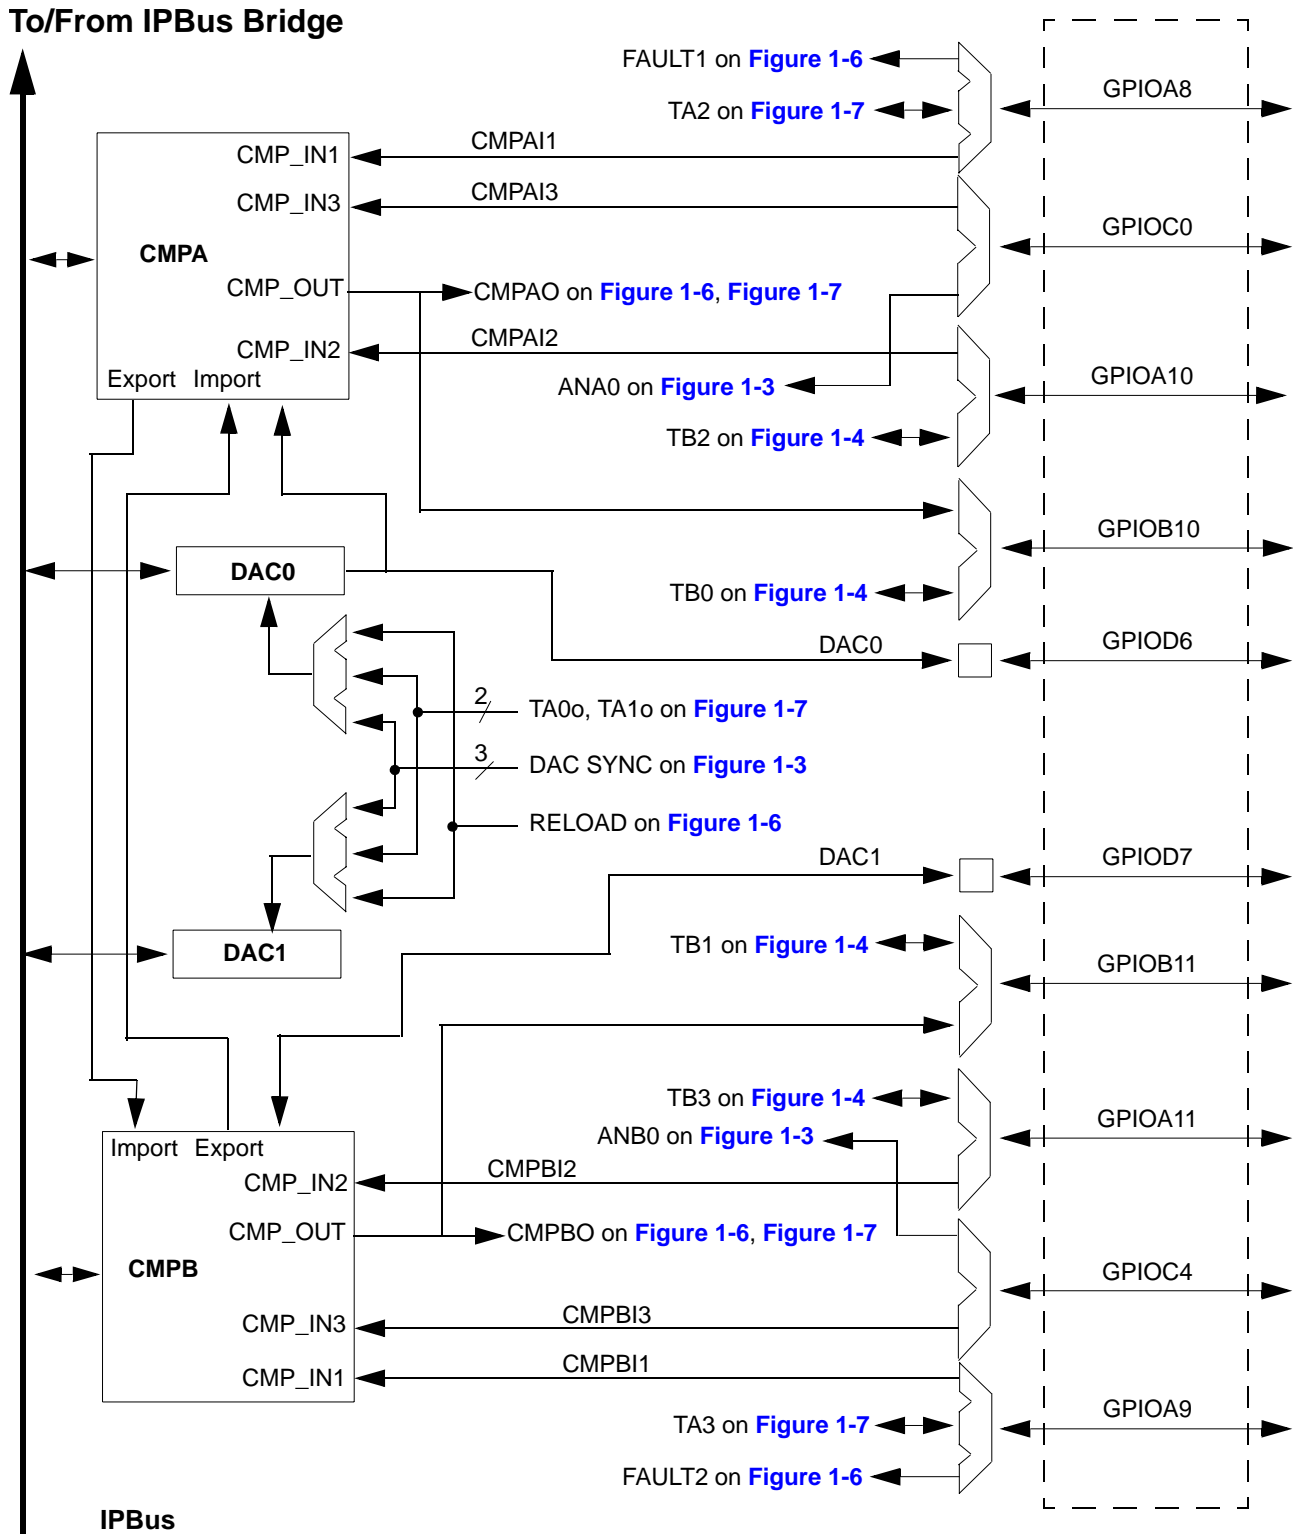 To/From IPBus Bridge
FAULT1 on Figure 1-6
GPIOA8
TA2 on Figure 1-7
CMPAI1
CMP_IN1
CMPAI3
CMP_IN3
GPIOC0
CMPA
CMP_OUT
CMPAO on Figure 1-6, Figure 1-7
CMPAI2
CMP_IN2
Export Import
ANA0 on Figure 1-3
GPIOA10
TB2 on Figure 1-4
GPIOB10
DAC0
TB0 on Figure 1-4
DAC0
GPIOD6
2
TA0o, TA1o on Figure 1-7
3
DAC SYNC on Figure 1-3
RELOAD on Figure 1-6
DAC1
GPIOD7
DAC1
TB1 on Figure 1-4
GPIOB11
TB3 on Figure 1-4
GPIOA11
ANB0 on Figure 1-3
Import Export
CMPBI2
CMP_IN2
CMP_OUT
CMPBO on Figure 1-6, Figure 1-7
CMPB
GPIOC4
CMPBI3
CMP_IN3
CMPBI1
CMP_IN1
GPIOA9
TA3 on Figure 1-7
FAULT2 on Figure 1-6
IPBus